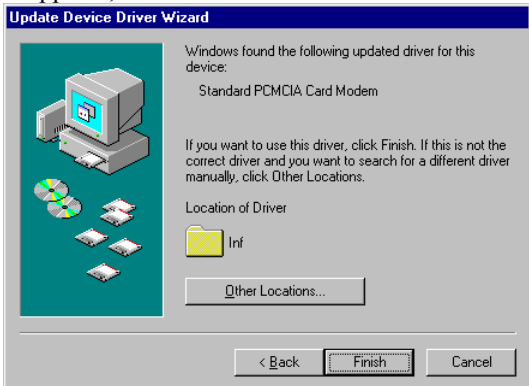 Update Device Driver Wizard
Windows found the following updated driver for this
device:
Standard PCMCIA Card Modem
If you want to use this driver, click Finish. If this is not the
correct driver and you want to search for a different driver
manually, click Other Locations.
Location of Driver
Inf
Other Locations...
< Back
Finish
Cancel